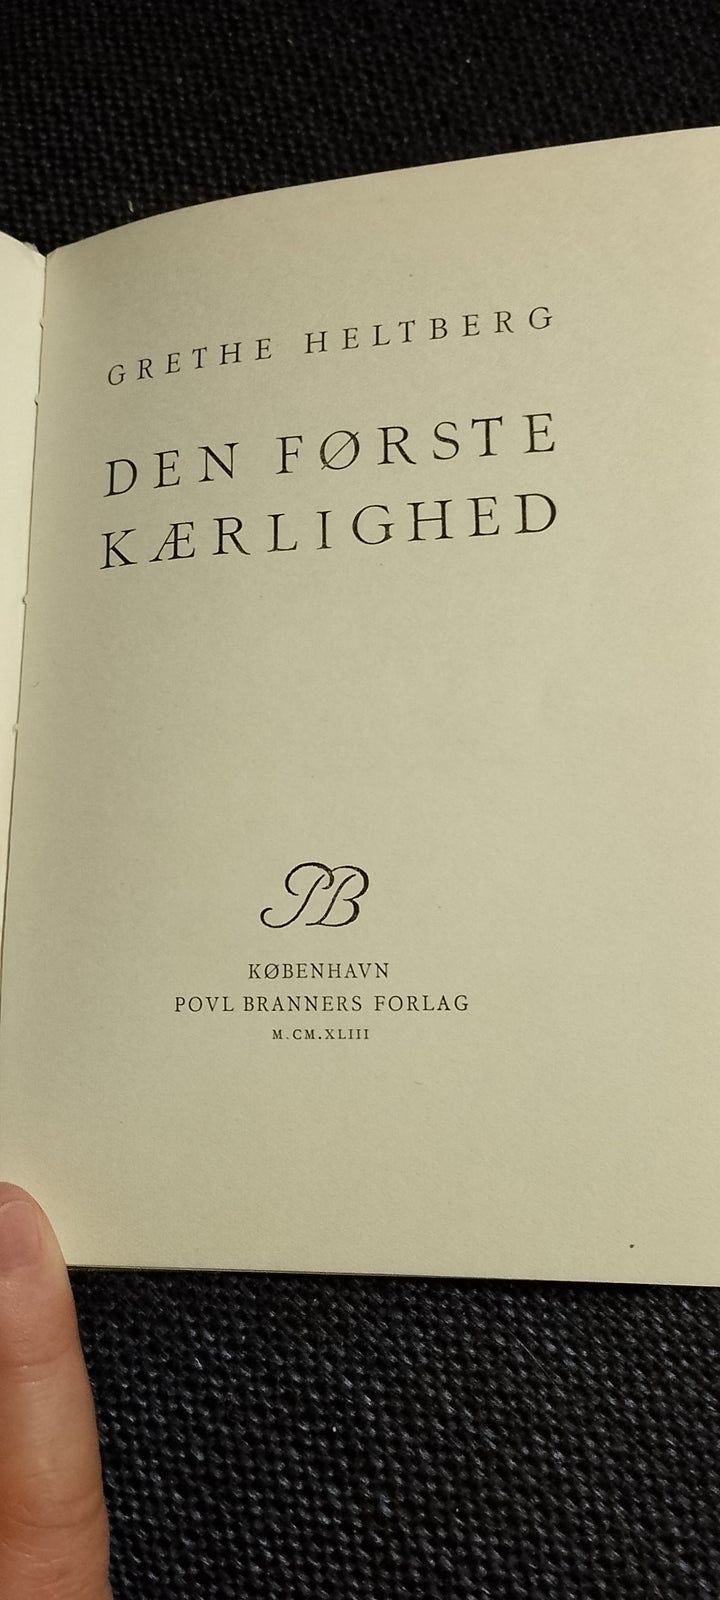 GRETHE HELTBERG
DEN FØRSTE
KÆRLIGHED
PB
KØBENHAVN
POVL BRANNERS FORLAG
M.CM.XLIII